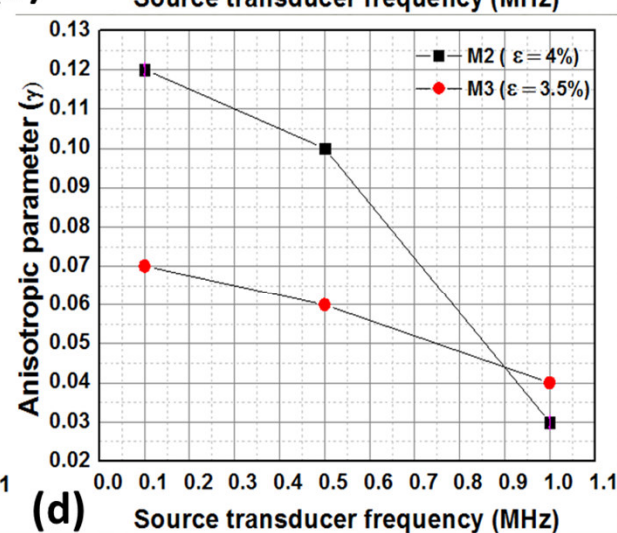 Source transducer frequency (MHz)
0.13
0.12
0.11
0.10
0.09
0.08
0.07
0.06
0.05
0.04
0.03
0.02
Anisotropic parameter (γ)
M2 ( ε = 4%)
M3 (ε = 3.5%)
0.0 0.1 0.2 0.3 0.4 0.5 0.6 0.7 0.8 0.9 1.0 1.1
1
(d)
Source transducer frequency (MHz)